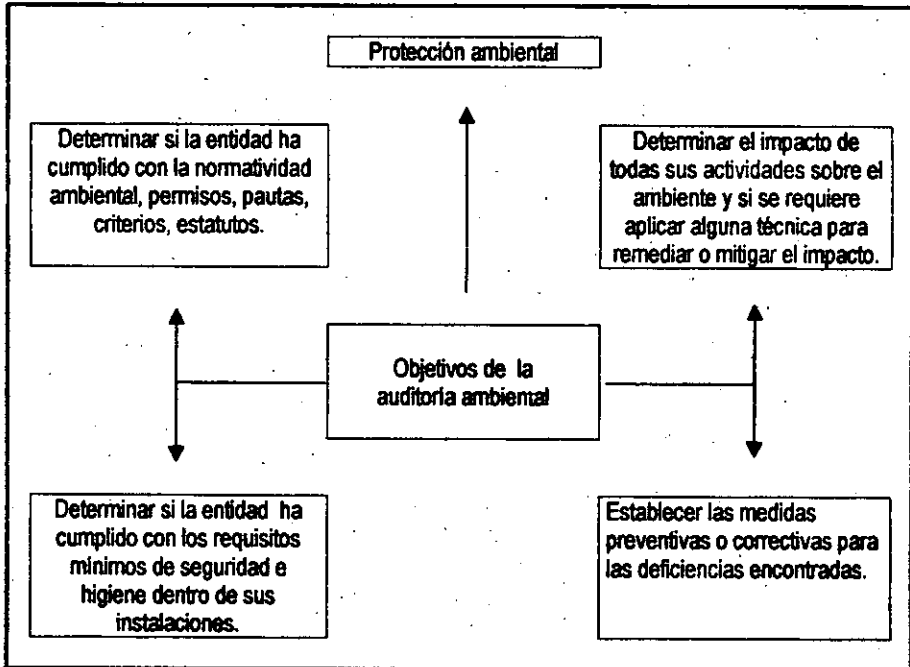 Protección ambiental
Determinar si la entidad ha
cumplido con la normatividad
ambiental, permisos, pautas,
criterios, estatutos.
Determinar el impacto de
todas sus actividades sobre el
ambiente y si se requiere
aplicar alguna técnica para
remediar o mitigar el impacto.
Objetivos de la
auditoría ambiental
Determinar si la entidad ha
cumplido con los requisitos
mínimos de seguridad e
higiene dentro de sus
instalaciones.
Establecer las medidas
preventivas o correctivas para
las deficiencias encontradas.